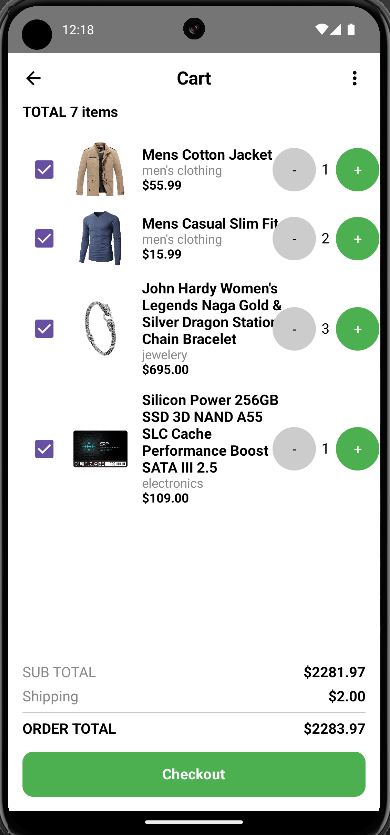 12:18
Cart
TOTAL 7 items
Mens Cotton Jacket
men's clothing
$55.99
- 1 +
Mens Casual Slim Fit
men's clothing
$15.99
- 2 +
John Hardy Women's
Legends Naga Gold &
Silver Dragon Station
Chain Bracelet
jewelery
$695.00
- 3 +
Silicon Power 256GB
SSD 3D NAND A55
SLC Cache
Performance Boost
SATA III 2.5
electronics
$109.00
- 1 +
SUB TOTAL $2281.97
Shipping $2.00
ORDER TOTAL $2283.97
Checkout